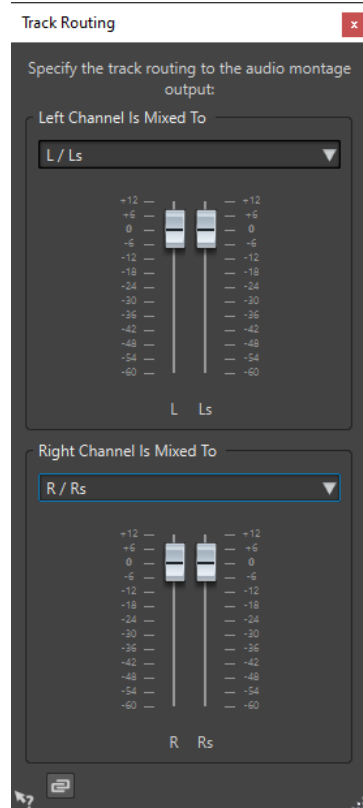 Track Routing
x
Specify the track routing to the audio montage
output:
Left Channel Is Mixed To
L / Ls
+12 +12
+6 +6
0 0
-6 -6
-12 -12
-18 -18
-24 -24
-30 -30
-36 -36
-42 -42
-48 -48
-54 -54
-60 -60
L Ls
Right Channel Is Mixed To
R / Rs
+12 +12
+6 +6
0 0
-6 -6
-12 -12
-18 -18
-24 -24
-30 -30
-36 -36
-42 -42
-48 -48
-54 -54
-60 -60
R Rs
?